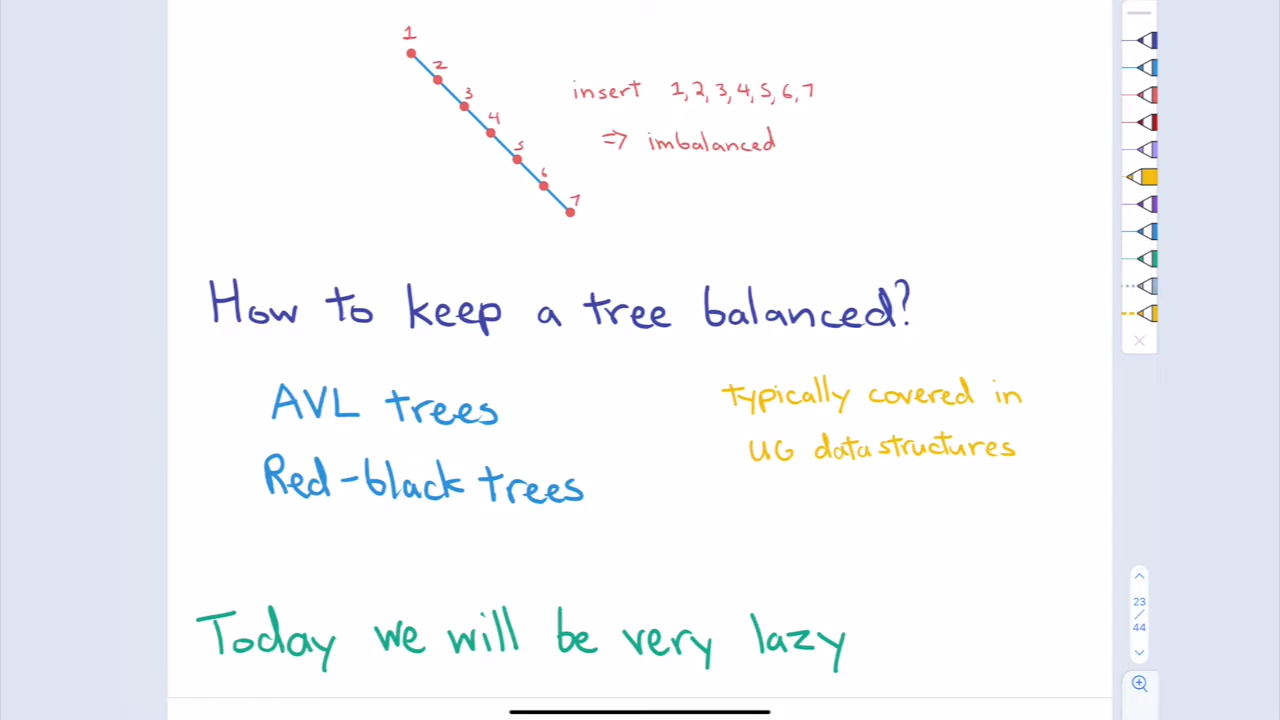 1
2
3
4
5
6
7
insert 1,2,3,4,5,6,7
=> imbalanced
How to keep a tree balanced?
AVL trees
Red-black trees
typically covered in
UG data structures
Today we will be very lazy
23
/
44